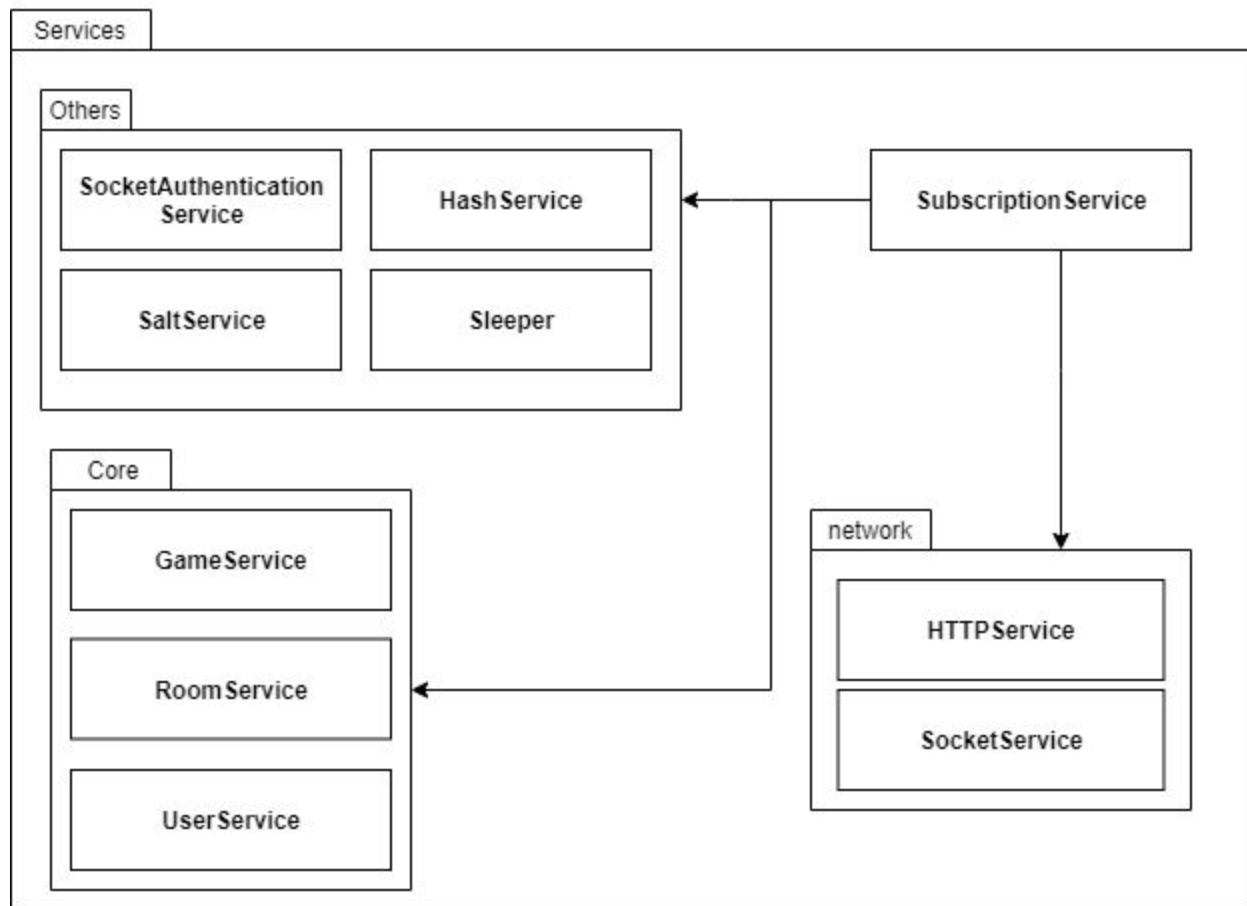 Services
Others
SocketAuthentication
Service
HashService
SubscriptionService
SaltService
Sleeper
Core
GameService
RoomService
UserService
network
HTTPService
SocketService